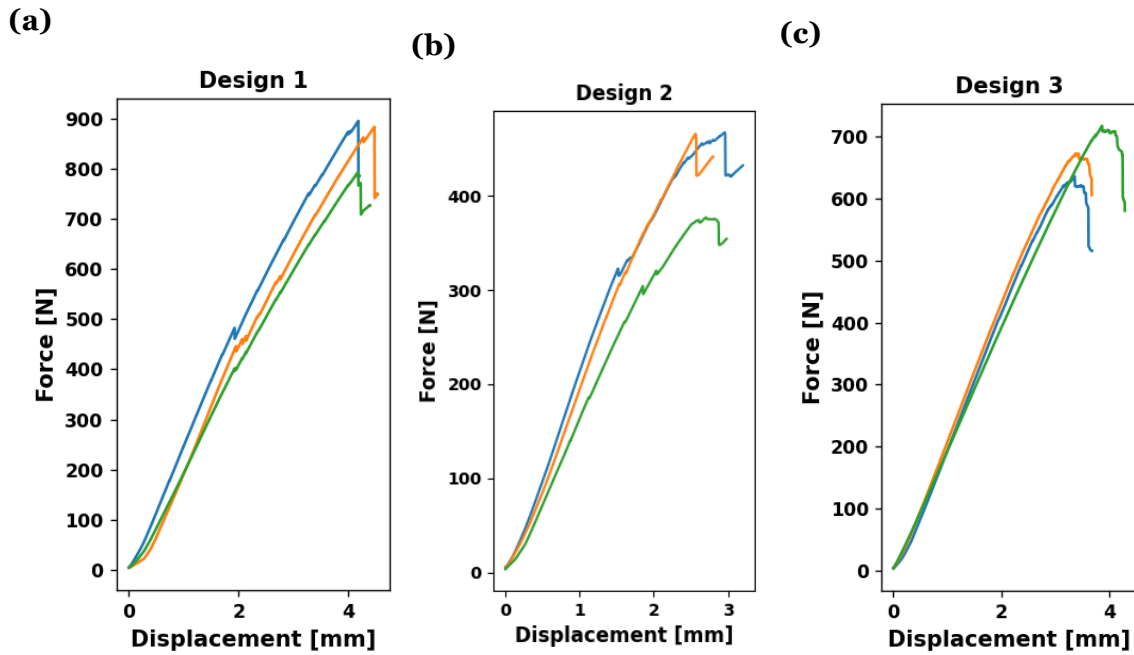 (a)
Design 1
900
800
700
600
500
400
300
200
100
0
Force [N]
0 2 4
Displacement [mm]
(b)
Design 2
400
300
200
100
0
Force [N]
0 1 2 3
Displacement [mm]
(c)
Design 3
700
600
500
400
300
200
100
0
Force [N]
0 2 4
Displacement [mm]